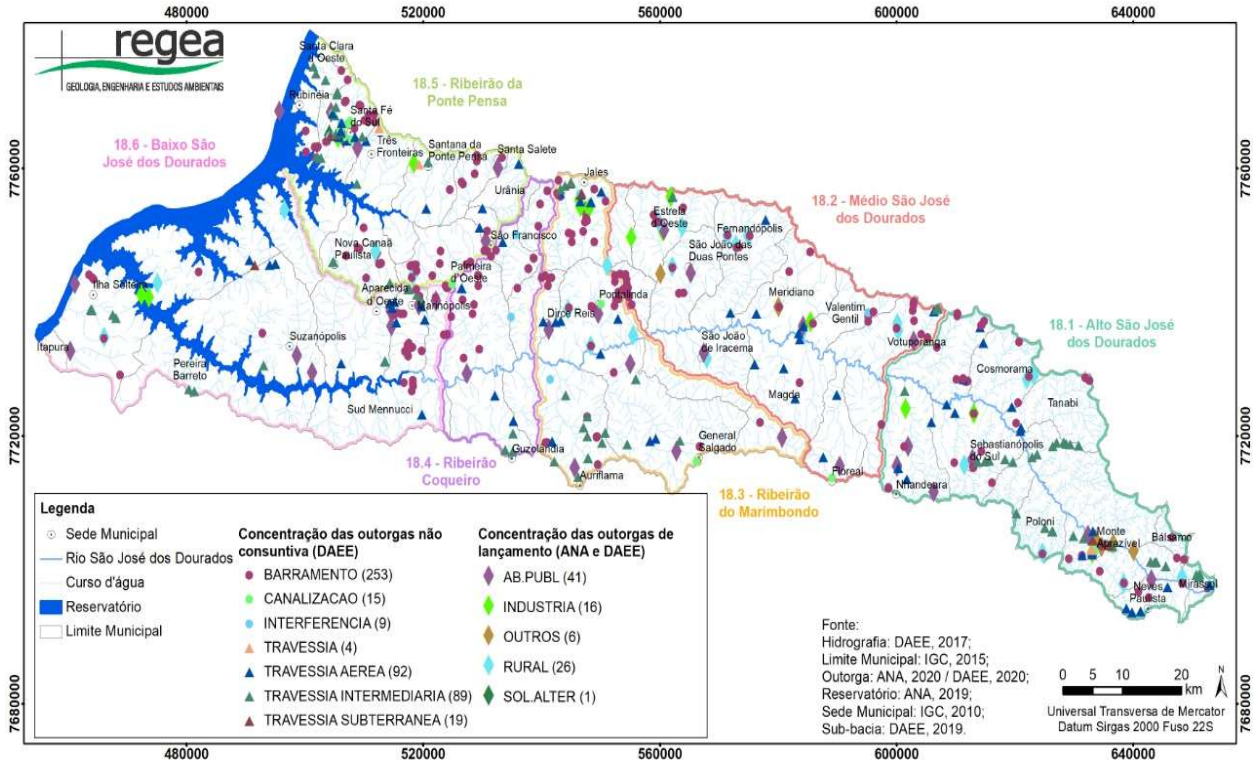 480000
520000
560000
600000
640000
regea
GEOLOGIA, ENGENHARIA E ESTUDOS AMBIENTAIS
Santa Clara
d'Oeste
18.5 - Ribeirão da
Ponte Pensa
Rubinéia
Santa Fé
do Sul
Três
Fronteiras
Santana da
Ponte Pensa
Santa Salete
18.6 - Baixo São
José dos Dourados
7760000
7760000
Jales
Urânia
18.2 - Médio São José
dos Dourados
Estrela
d'Oeste
Fernandópolis
São Francisco
São João das
Duas Pontes
Nova Canaã
Paulista
Palmeira
d'Oeste
Ilha Solteira
Aparecida
d'Oeste
Marinópolis
Pontalinda
Meridiano
Valentim
Gentil
Dirce Reis
18.1 - Alto São José
dos Dourados
Suzanápolis
São João
de Iracema
Votuporanga
Itapura
Pereira
Barreto
Cosmorama
Magda
Tanabi
Sud Mennucci
7720000
7720000
General
Salgado
Sebastianópolis
do Sul
Guzolândia
18.4 - Ribeirão
Coqueiro
Auriflama
Floreal
Nhandeara
18.3 - Ribeirão
do Marimbondo
Poloni
Monte
Aprazível
Bálsamo
Mirassol
Neves
Paulista
Legenda
Sede Municipal
Rio São José dos Dourados
Curso d'água
Reservatório
Limite Municipal
Concentração das outorgas não
consuntiva (DAEE)
BARRAMENTO (253)
CANALIZACAO (15)
INTERFERENCIA (9)
TRAVESSIA (4)
TRAVESSIA AEREA (92)
TRAVESSIA INTERMEDIARIA (89)
TRAVESSIA SUBTERRANEA (19)
Concentração das outorgas de
lançamento (ANA e DAEE)
AB.PUBL (41)
INDUSTRIA (16)
OUTROS (6)
RURAL (26)
SOL.ALTER (1)
Fonte:
Hidrografia: DAEE, 2017;
Limite Municipal: IGC, 2015;
Outorga: ANA, 2020 / DAEE, 2020;
Reservatório: ANA, 2019;
Sede Municipal: IGC, 2010;
Sub-bacia: DAEE, 2019.
0 5 10 20
km
N
Universal Transversa de Mercator
Datum Sirgas 2000 Fuso 22S
7680000
7680000
480000
520000
560000
600000
640000